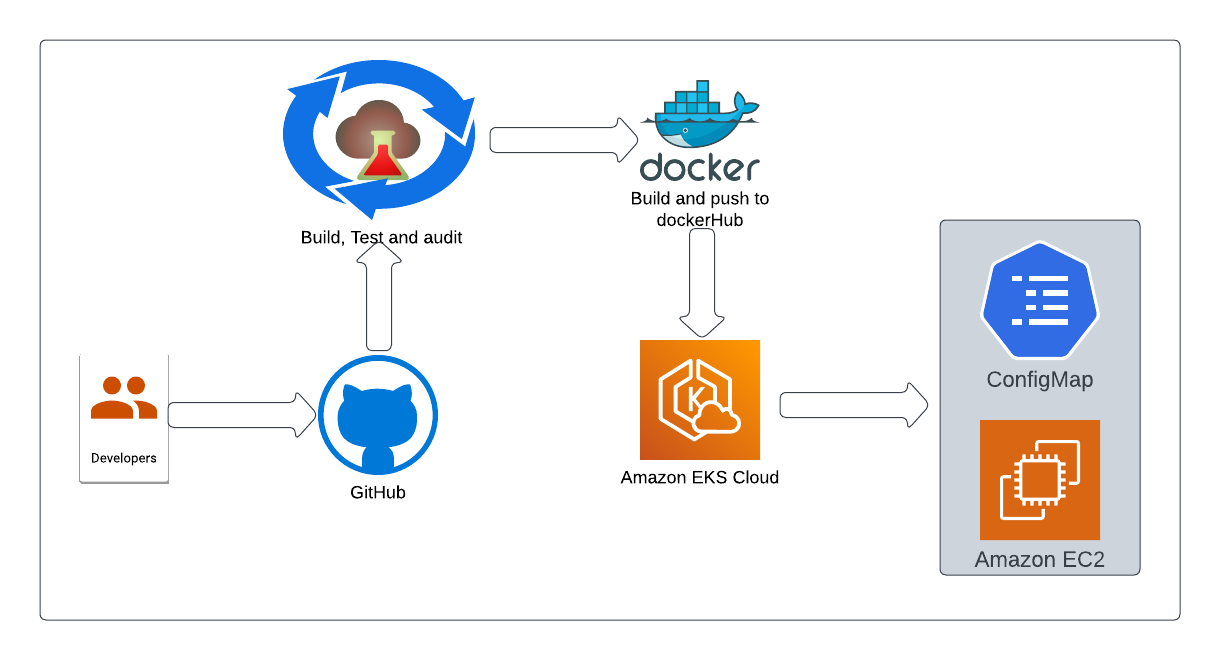 Build, Test and audit
docker
Build and push to
dockerHub
Developers
GitHub
K
Amazon EKS Cloud
ConfigMap
Amazon EC2